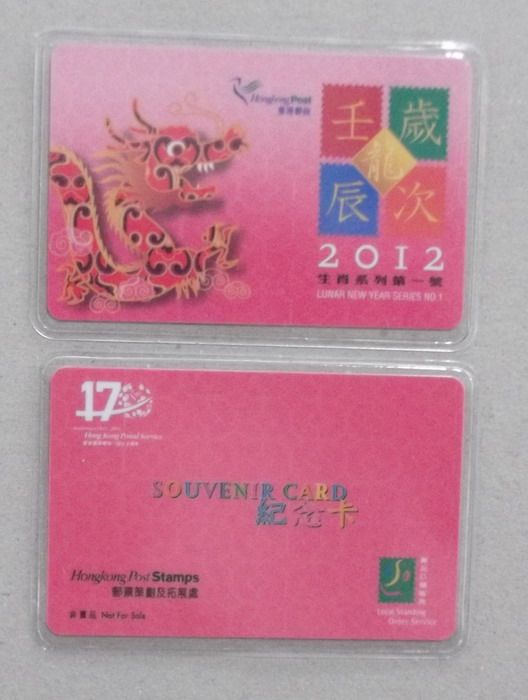 Hongkong Post
香港郵政
壬 歲
龍
辰 次
2012
生肖系列第一號
LUNAR NEW YEAR SERIES NO.1
170
Hong Kong Postal Service
SOUVENIR CARD
紀念卡
Hongkong Post Stamps
郵票策劃及拓展處
非賣品 Not For Sale
Local Standing
Order Service